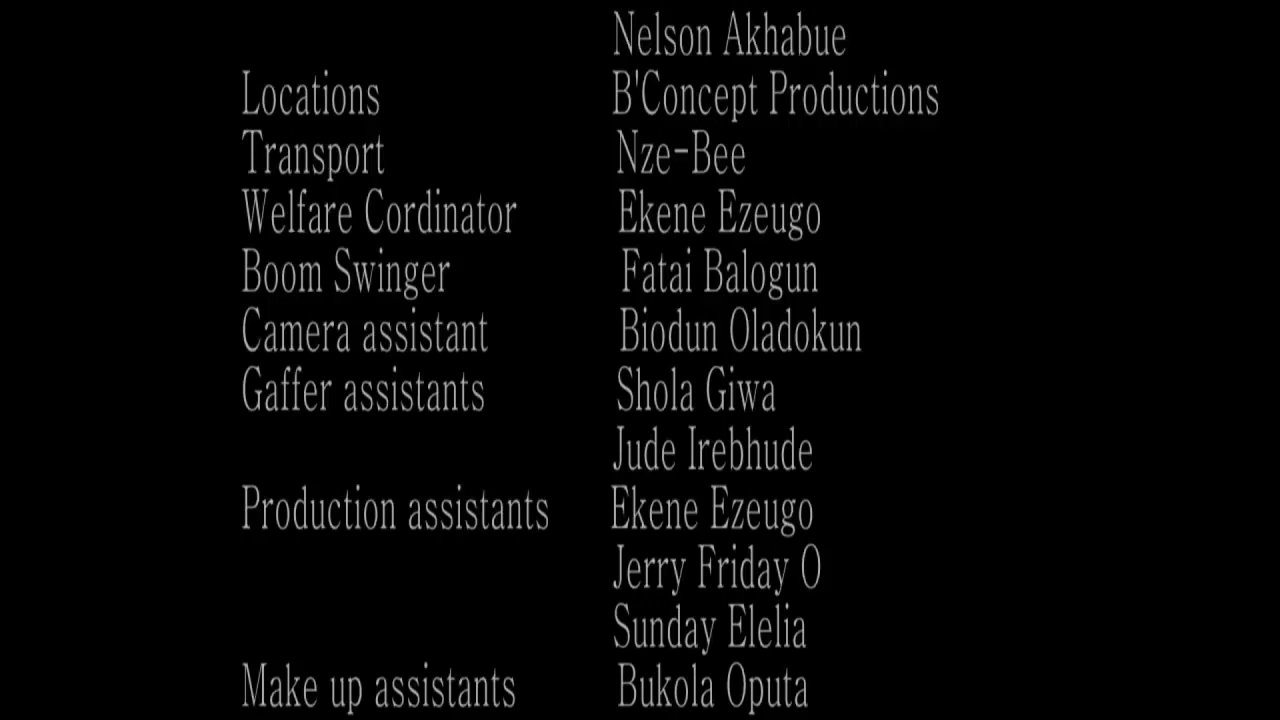 Nelson Akhabue
Locations B'Concept Productions
Transport Nze-Bee
Welfare Cordinator Ekene Ezeugo
Boom Swinger Fatai Balogun
Camera assistant Biodun Oladokun
Gaffer assistants Shola Giwa
Jude Irebhude
Production assistants Ekene Ezeugo
Jerry Friday O
Sunday Elelia
Make up assistants Bukola Oputa